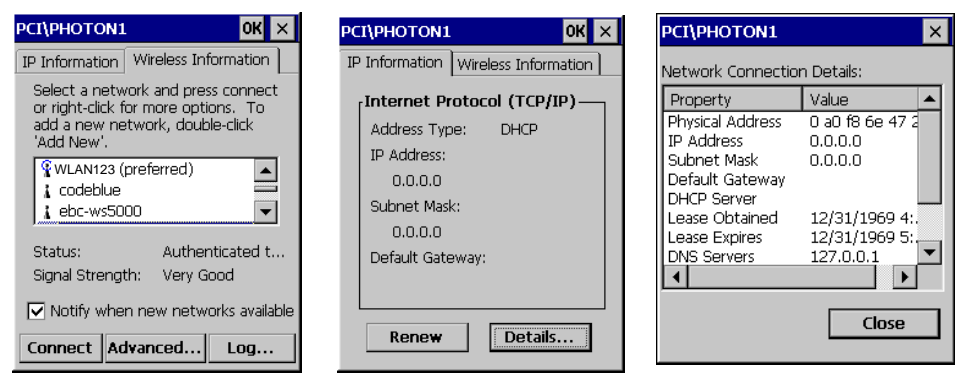 PCI\PHOTON1 OK ×
IP Information Wireless Information
Select a network and press connect
or right-click for more options. To
add a new network, double-click
'Add New'.
WLAN123 (preferred)
codeblue
ebc-ws5000
Status: Authenticated t...
Signal Strength: Very Good
Notify when new networks available
Connect Advanced... Log...
PCI\PHOTON1 OK ×
IP Information Wireless Information
Internet Protocol (TCP/IP)
Address Type: DHCP
IP Address:
0.0.0.0
Subnet Mask:
0.0.0.0
Default Gateway:
Renew Details...
PCI\PHOTON1 ×
Network Connection Details:
Property Value
Physical Address 0 a0 f8 6e 47 2
IP Address 0.0.0.0
Subnet Mask 0.0.0.0
Default Gateway
DHCP Server
Lease Obtained 12/31/1969 4:
Lease Expires 12/31/1969 5:
DNS Servers 127.0.0.1
Close